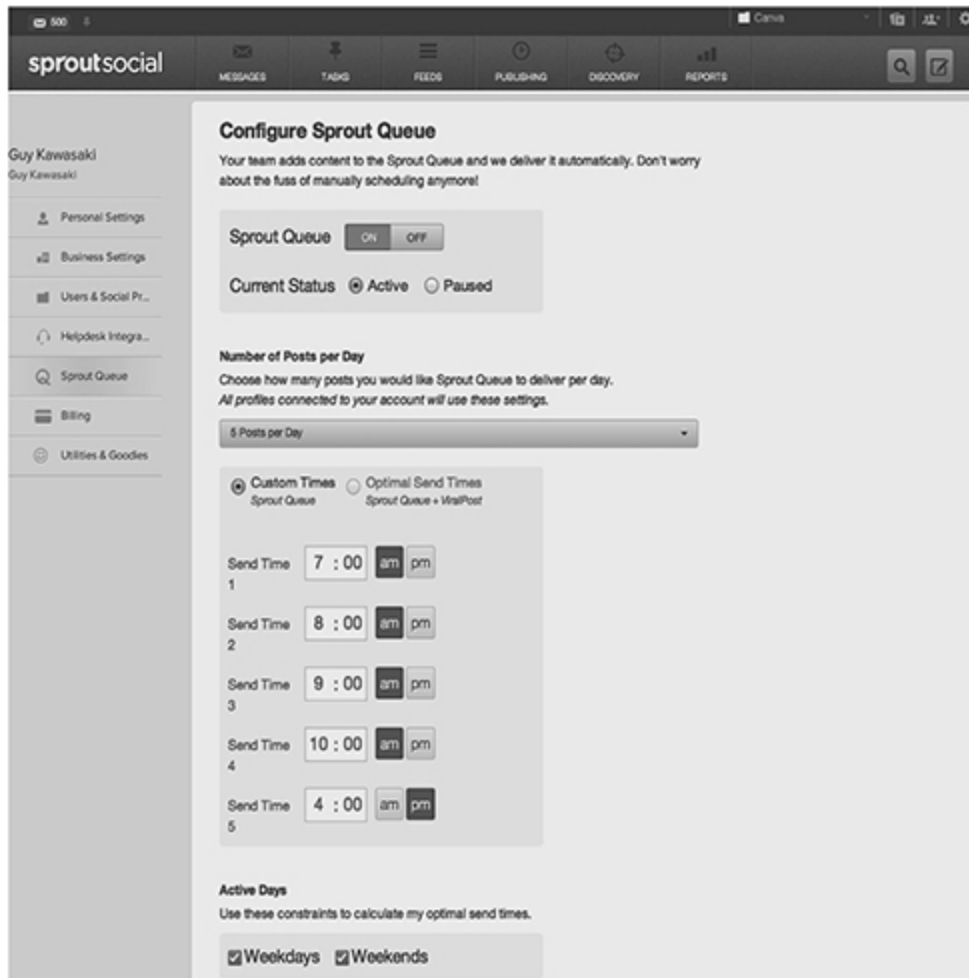 500
Canva
sproutsocial
MESSAGES TASKS FEEDS PUBLISHING DISCOVERY REPORTS
Guy Kawasaki
Guy Kawasaki
Personal Settings
Business Settings
Users & Social Pr...
Helpdesk Integra...
Sprout Queue
Billing
Utilities & Goodies
Configure Sprout Queue
Your team adds content to the Sprout Queue and we deliver it automatically. Don't worry
about the fuss of manually scheduling anymore!
Sprout Queue ON OFF
Current Status Active Paused
Number of Posts per Day
Choose how many posts you would like Sprout Queue to deliver per day.
All profiles connected to your account will use these settings.
5 Posts per Day
Custom Times Optimal Send Times
Sprout Queue Sprout Queue + ViralPost
Send Time 7 : 00 am pm
1
Send Time 8 : 00 am pm
2
Send Time 9 : 00 am pm
3
Send Time 10 : 00 am pm
4
Send Time 4 : 00 am pm
5
Active Days
Use these constraints to calculate my optimal send times.
Weekdays Weekends